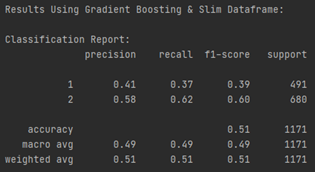 Results Using Gradient Boosting & Slim Dataframe:
Classification Report:
precision recall f1-score support
1 0.41 0.37 0.39 491
2 0.58 0.62 0.60 680
accuracy 0.51 1171
macro avg 0.49 0.49 0.49 1171
weighted avg 0.51 0.51 0.51 1171